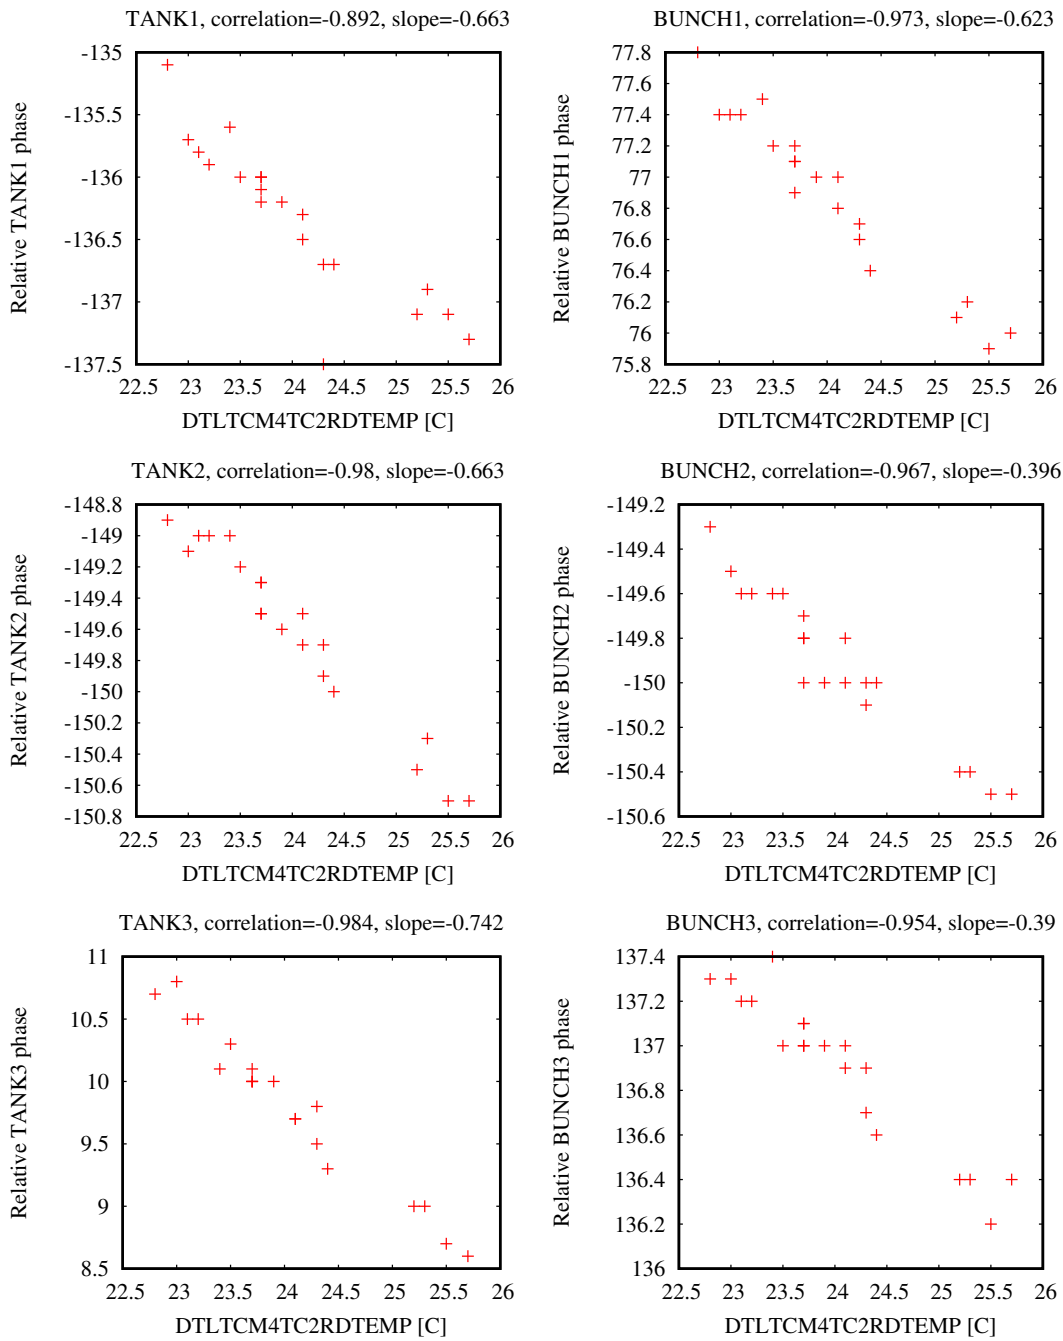 TANK1, correlation=-0.892, slope=-0.663
-135
-135.5
-136
-136.5
-137
-137.5
Relative TANK1 phase
22.5 23 23.5 24 24.5 25 25.5 26
DTLTCM4TC2RDTEMP [C]
BUNCH1, correlation=-0.973, slope=-0.623
77.8
77.6
77.4
77.2
77
76.8
76.6
76.4
76.2
76
75.8
Relative BUNCH1 phase
22.5 23 23.5 24 24.5 25 25.5 26
DTLTCM4TC2RDTEMP [C]
TANK2, correlation=-0.98, slope=-0.663
-148.8
-149
-149.2
-149.4
-149.6
-149.8
-150
-150.2
-150.4
-150.6
-150.8
Relative TANK2 phase
22.5 23 23.5 24 24.5 25 25.5 26
DTLTCM4TC2RDTEMP [C]
BUNCH2, correlation=-0.967, slope=-0.396
-149.2
-149.4
-149.6
-149.8
-150
-150.2
-150.4
-150.6
Relative BUNCH2 phase
22.5 23 23.5 24 24.5 25 25.5 26
DTLTCM4TC2RDTEMP [C]
TANK3, correlation=-0.984, slope=-0.742
11
10.5
10
9.5
9
8.5
Relative TANK3 phase
22.5 23 23.5 24 24.5 25 25.5 26
DTLTCM4TC2RDTEMP [C]
BUNCH3, correlation=-0.954, slope=-0.39
137.4
137.2
137
136.8
136.6
136.4
136.2
136
Relative BUNCH3 phase
22.5 23 23.5 24 24.5 25 25.5 26
DTLTCM4TC2RDTEMP [C]